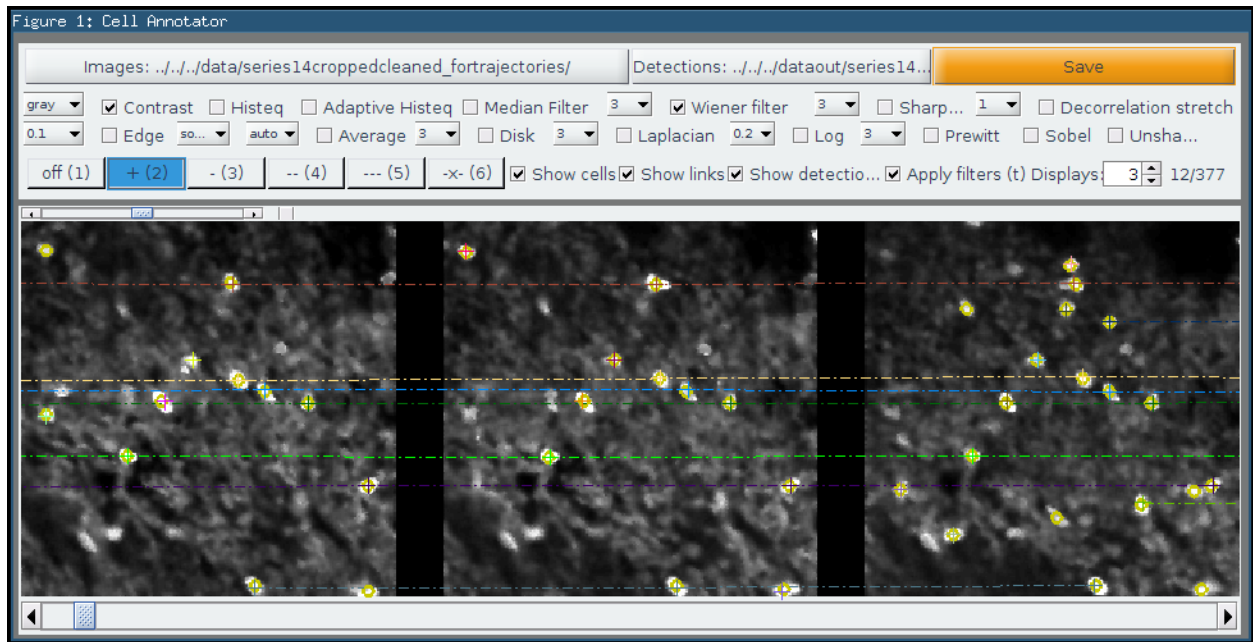 Figure 1: Cell Annotator
Images: ../../../data/series14croppedcleaned_fortrajectories/ Detections: ../../../dataout/series14... Save
gray Contrast Histeq Adaptive Histeq Median Filter 3 Wiener filter 3 Sharp... 1 Decorrelation stretch
0.1 Edge so... auto Average 3 Disk 3 Laplacian 0.2 Log 3 Prewitt Sobel Unsha...
off (1) + (2) - (3) -- (4) --- (5) -x- (6) Show cells Show links Show detectio... Apply filters (t) Displays: 3 12/377